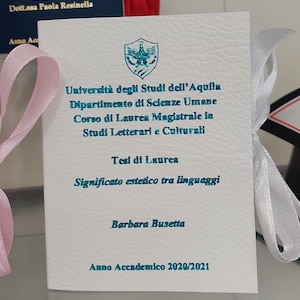 Dott.ssa Paola Resinella
Anno
Università degli Studi dell'Aquila
Dipartimento di Scienze Umane
Corso di Laurea Magistrale in
Studi Letterari e Culturali
Tesi di Laurea
Significato estetico tra linguaggi
Barbara Busetta
Anno Accademico 2020/2021